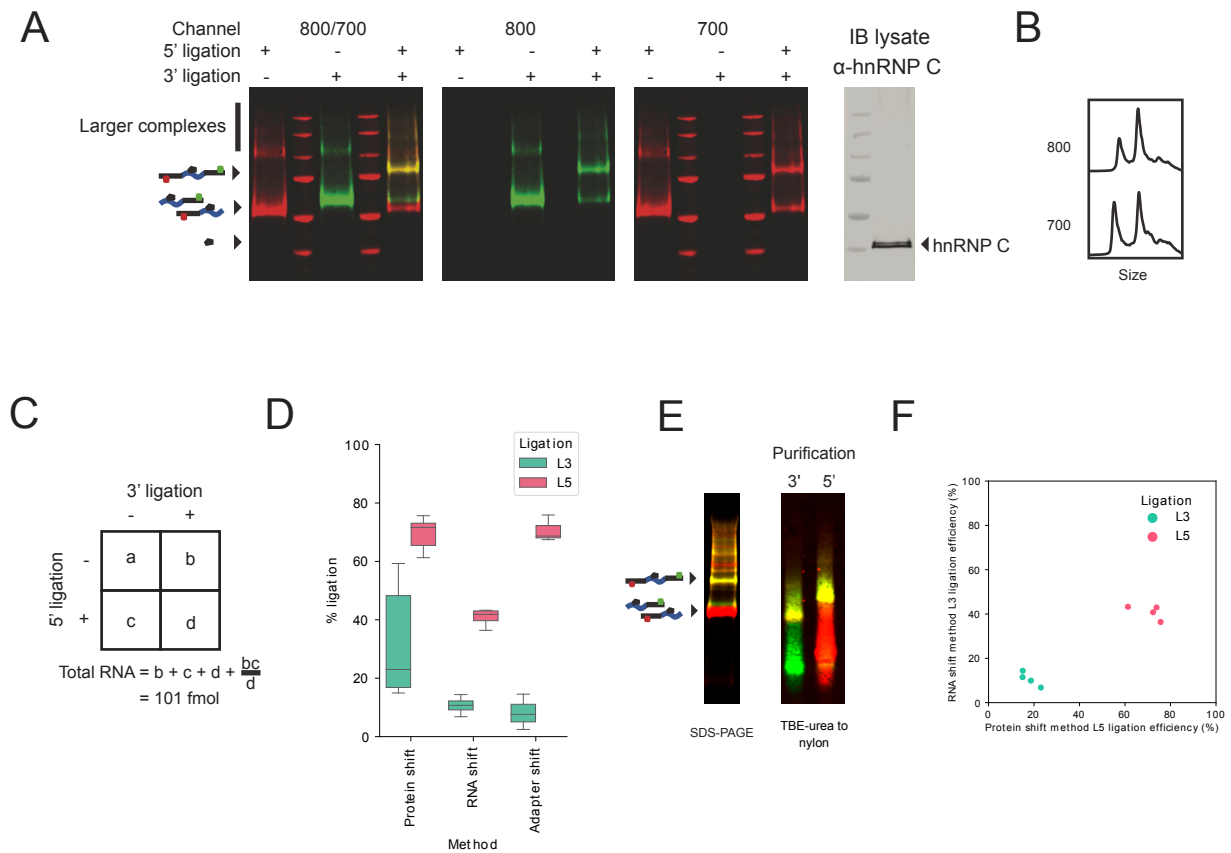 A
Channel 800/700 800 700
5’ ligation + - + + - + + - +
3’ ligation - + + - + + - + +
IB lysate
α-hnRNP C
Larger complexes
hnRNP C
B
800
700
Size
C
3’ ligation
- +
5’ ligation
- a b
+ c d
Total RNA = b + c + d + bc
d
= 101 fmol
D
Ligation
L3
L5
100
80
60
40
20
0
% ligation
Protein shift
RNA shift
Adapter shift
Method
E
Purification
3' 5’
SDS-PAGE
TBE-urea to
nylon
F
RNA shift method L3 ligation efficiency (%)
Ligation
L3
L5
100
80
60
40
20
0
0 20 40 60 80 100
Protein shift method L5 ligation efficiency (%)